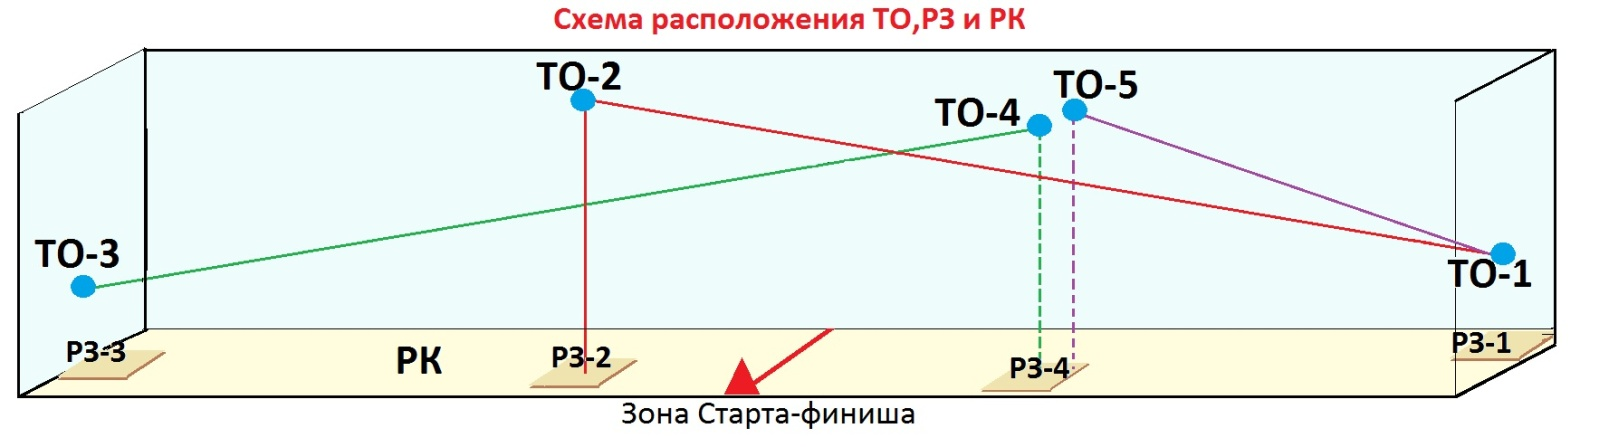 Схема расположения ТО,РЗ и РК
ТО-2
ТО-5
ТО-4
ТО-3
ТО-1
РЗ-3
РК
РЗ-2
РЗ-4
РЗ-1
Зона Старта-финиша